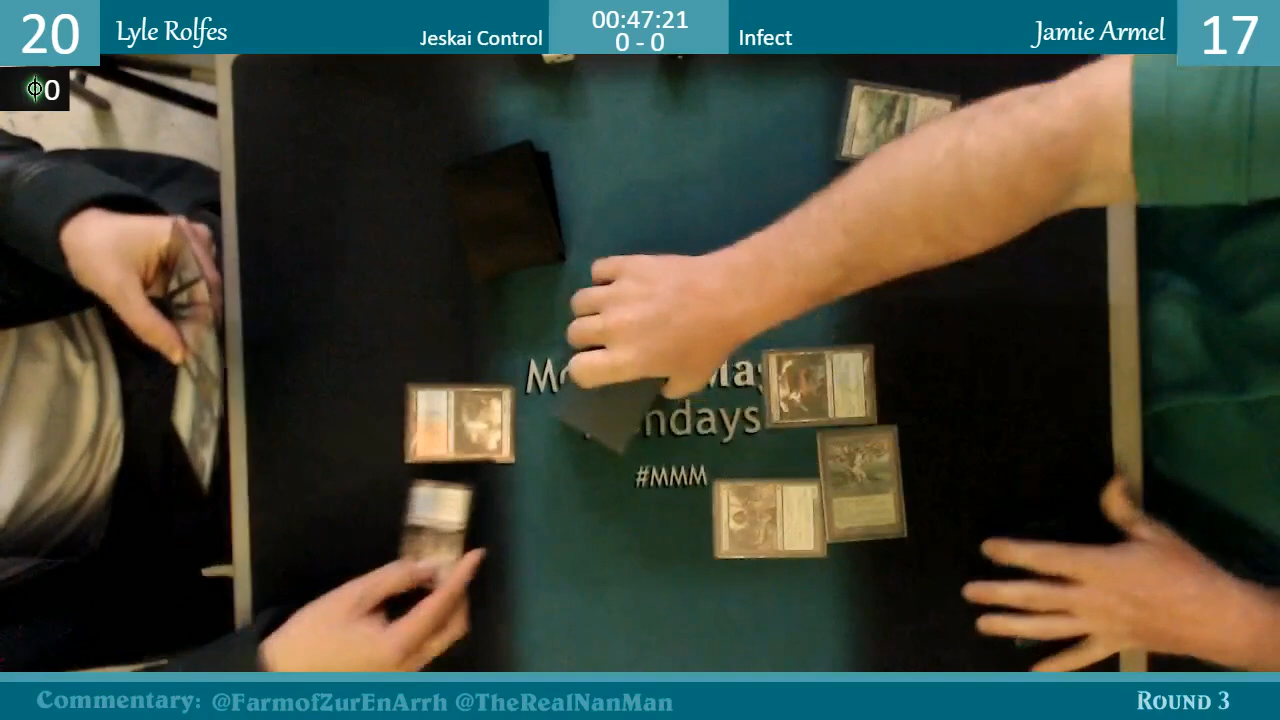 20
Lyle Rolfes
Jeskai Control
00:47:21
0 - 0
Infect
Jamie Armel
17
0
#MMM
Commentary: @FarmofZurEnArrh @TheRealNanMan
ROUND 3